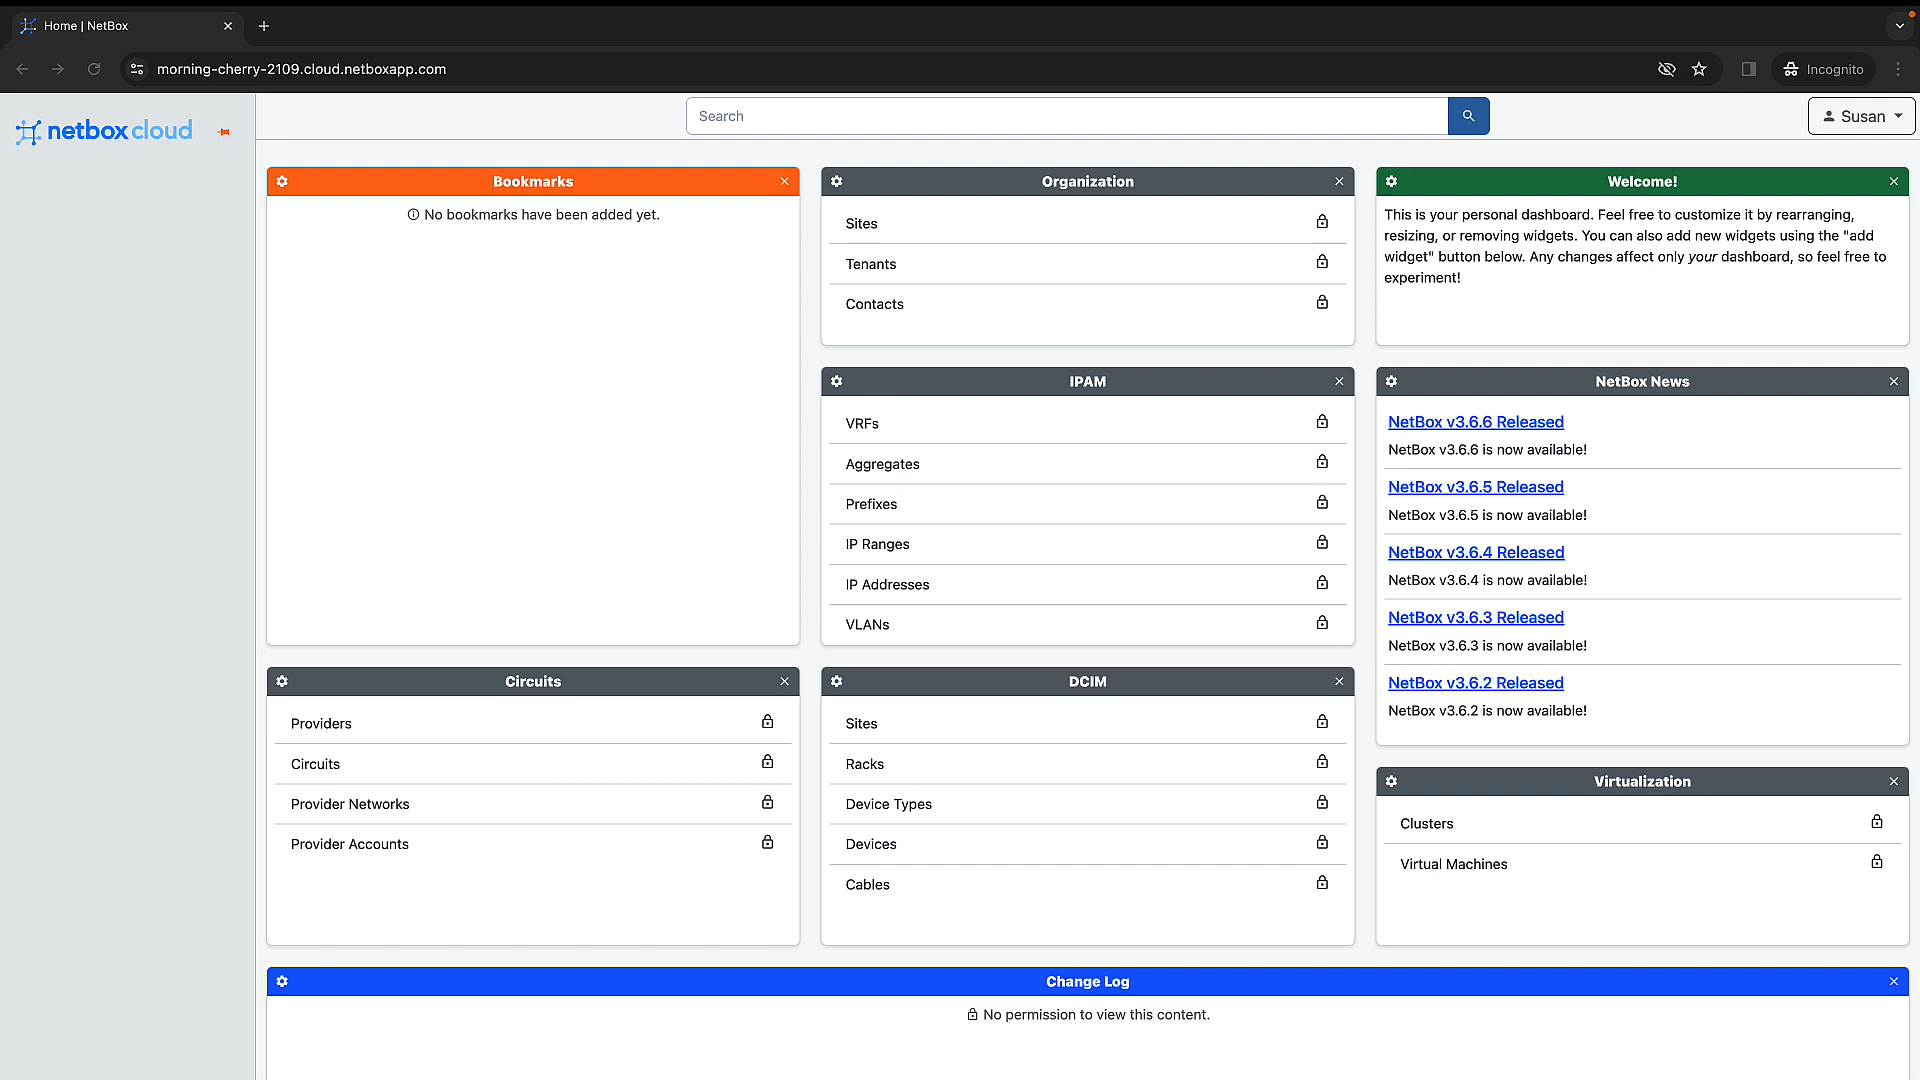 Home | NetBox
morning-cherry-2109.cloud.netboxapp.com
Incognito
netbox cloud
Search
Susan
Bookmarks
No bookmarks have been added yet.
Organization
Sites
Tenants
Contacts
Welcome!
This is your personal dashboard. Feel free to customize it by rearranging,
resizing, or removing widgets. You can also add new widgets using the "add
widget" button below. Any changes affect only your dashboard, so feel free to
experiment!
IPAM
VRFs
Aggregates
Prefixes
IP Ranges
IP Addresses
VLANs
NetBox News
NetBox v3.6.6 Released
NetBox v3.6.6 is now available!
NetBox v3.6.5 Released
NetBox v3.6.5 is now available!
NetBox v3.6.4 Released
NetBox v3.6.4 is now available!
NetBox v3.6.3 Released
NetBox v3.6.3 is now available!
NetBox v3.6.2 Released
NetBox v3.6.2 is now available!
Circuits
Providers
Circuits
Provider Networks
Provider Accounts
DCIM
Sites
Racks
Device Types
Devices
Cables
Virtualization
Clusters
Virtual Machines
Change Log
No permission to view this content.